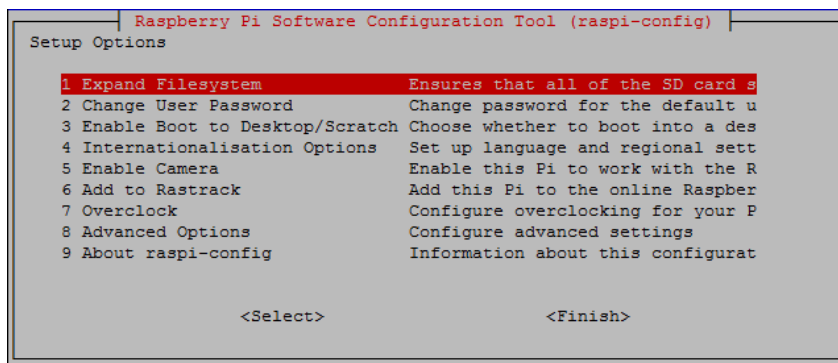 Raspberry Pi Software Configuration Tool (raspi-config)
Setup Options
1 Expand Filesystem Ensures that all of the SD card s
2 Change User Password Change password for the default u
3 Enable Boot to Desktop/Scratch Choose whether to boot into a des
4 Internationalisation Options Set up language and regional sett
5 Enable Camera Enable this Pi to work with the R
6 Add to Rastrack Add this Pi to the online Raspber
7 Overclock Configure overclocking for your P
8 Advanced Options Configure advanced settings
9 About raspi-config Information about this configurat
<Select> <Finish>